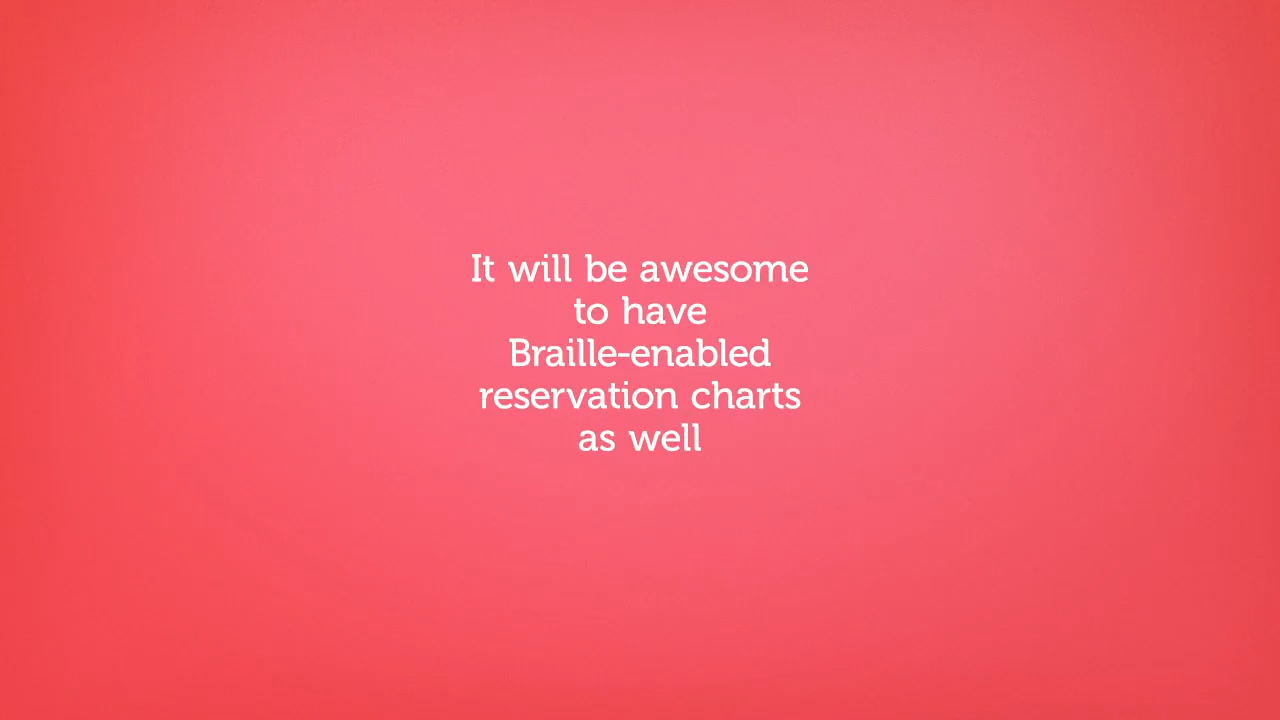 It will be awesome
to have
Braille-enabled
reservation charts
as well